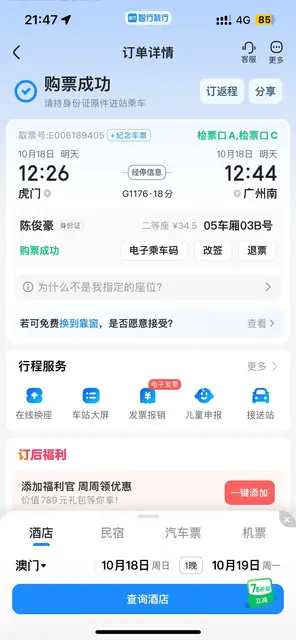 21:47 智行旅行 4G 85
订单详情
客服 更多
购票成功
请持身份证原件进站乘车
订返程 分享
取票号:E006189405 +纪念车票 检票口A,检票口C
10月18日 明天 10月18日 明天
12:26 经停信息 12:44
虎门 G1176·18分 广州南
陈俊豪 身份证 二等座 ¥34.5 05车厢03B号
购票成功 电子乘车码 改签 退票
为什么不是我指定的座位?
若可免费换到靠窗,是否愿意接受? 查看
行程服务 更多
电子发票
在线换座 车站大屏 发票报销 儿童申报 接送站
订后福利
添加福利官 周周领优惠
价值789元礼包等你拿! 一键添加
酒店 民宿 汽车票 机票
澳门 10月18日 周日 1晚 10月19日 周一
7.5折起
立减
查询酒店